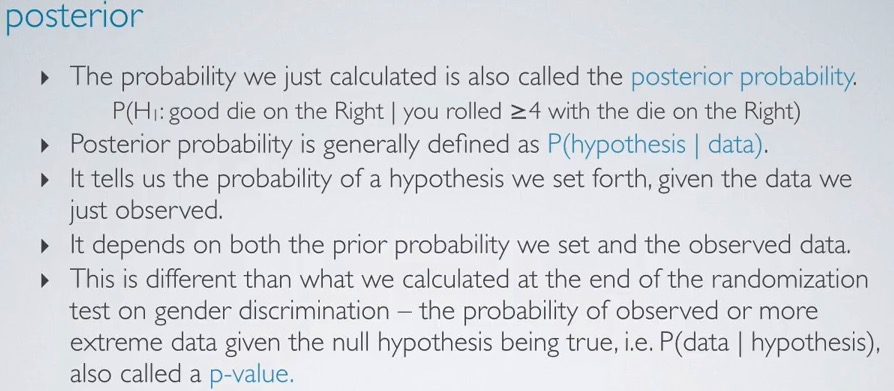 posterior
▸ The probability we just calculated is also called the posterior probability.
P(H₁: good die on the Right | you rolled ≥4 with the die on the Right)
▸ Posterior probability is generally defined as P(hypothesis | data).
▸ It tells us the probability of a hypothesis we set forth, given the data we
just observed.
▸ It depends on both the prior probability we set and the observed data.
▸ This is different than what we calculated at the end of the randomization
test on gender discrimination – the probability of observed or more
extreme data given the null hypothesis being true, i.e. P(data | hypothesis),
also called a p-value.